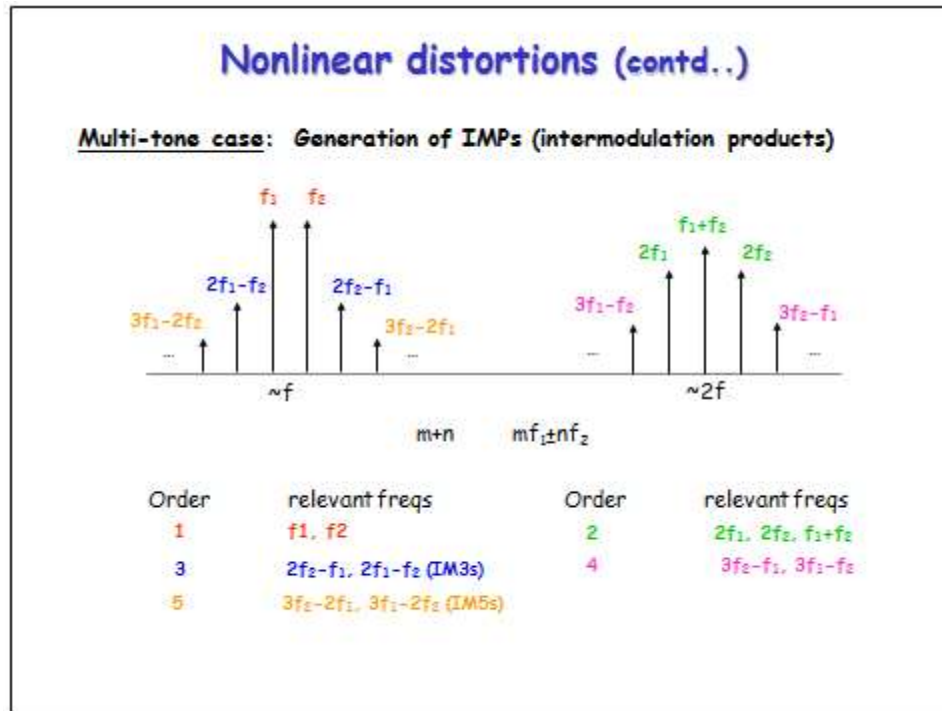 Nonlinear distortions (contd..)
Multi-tone case: Generation of IMPs (intermodulation products)
f₁ f₂
f₁+f₂
2f₁ 2f₂
2f₁-f₂ 2f₂-f₁
3f₁-f₂ 3f₂-f₁
3f₁-2f₂ 3f₂-2f₁
... ... ... ...
~f ~2f
m+n mf₁±nf₂
Order relevant freqs Order relevant freqs
1 f1, f2 2 2f₁, 2f₂, f₁+f₂
3 2f₂-f₁, 2f₁-f₂ (IM3s) 4 3f₂-f₁, 3f₁-f₂
5 3f₂-2f₁, 3f₁-2f₂ (IM5s)